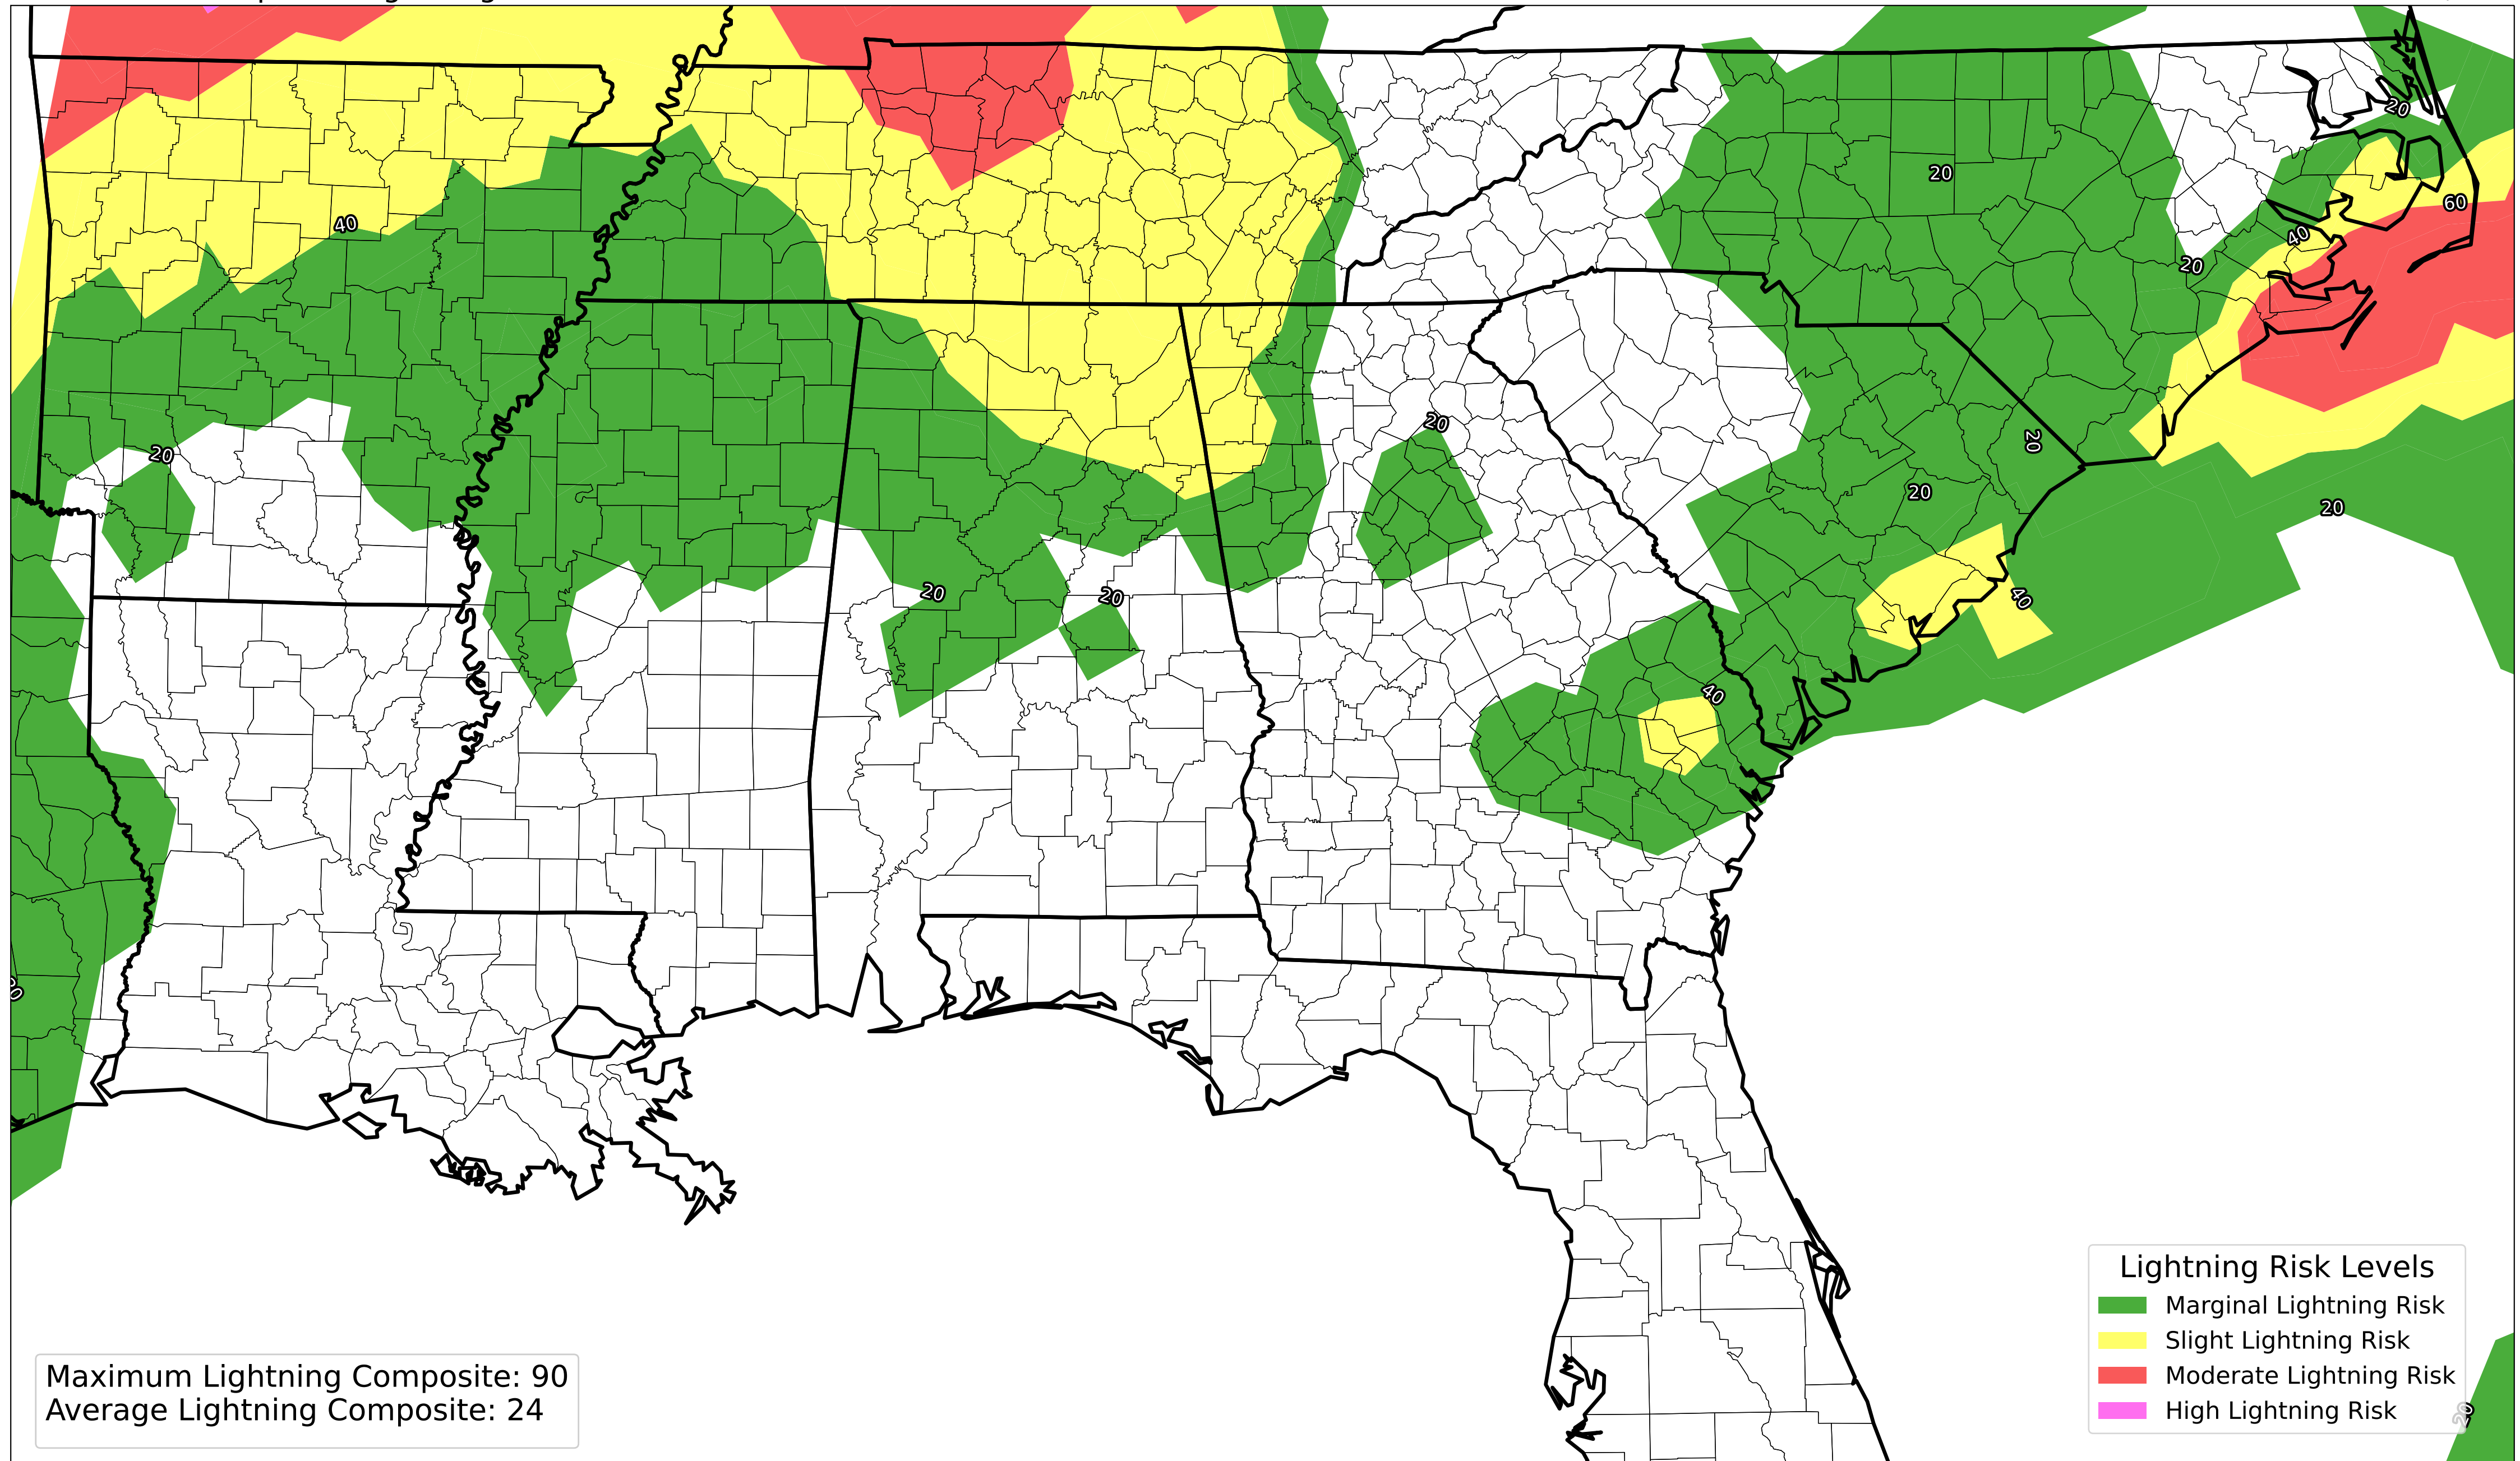 20
20
60
40
20
40
20
20
20
20
20
20
20
40
40
Lightning Risk Levels
Marginal Lightning Risk
Slight Lightning Risk
Moderate Lightning Risk
High Lightning Risk
20
Maximum Lightning Composite: 90
Average Lightning Composite: 24